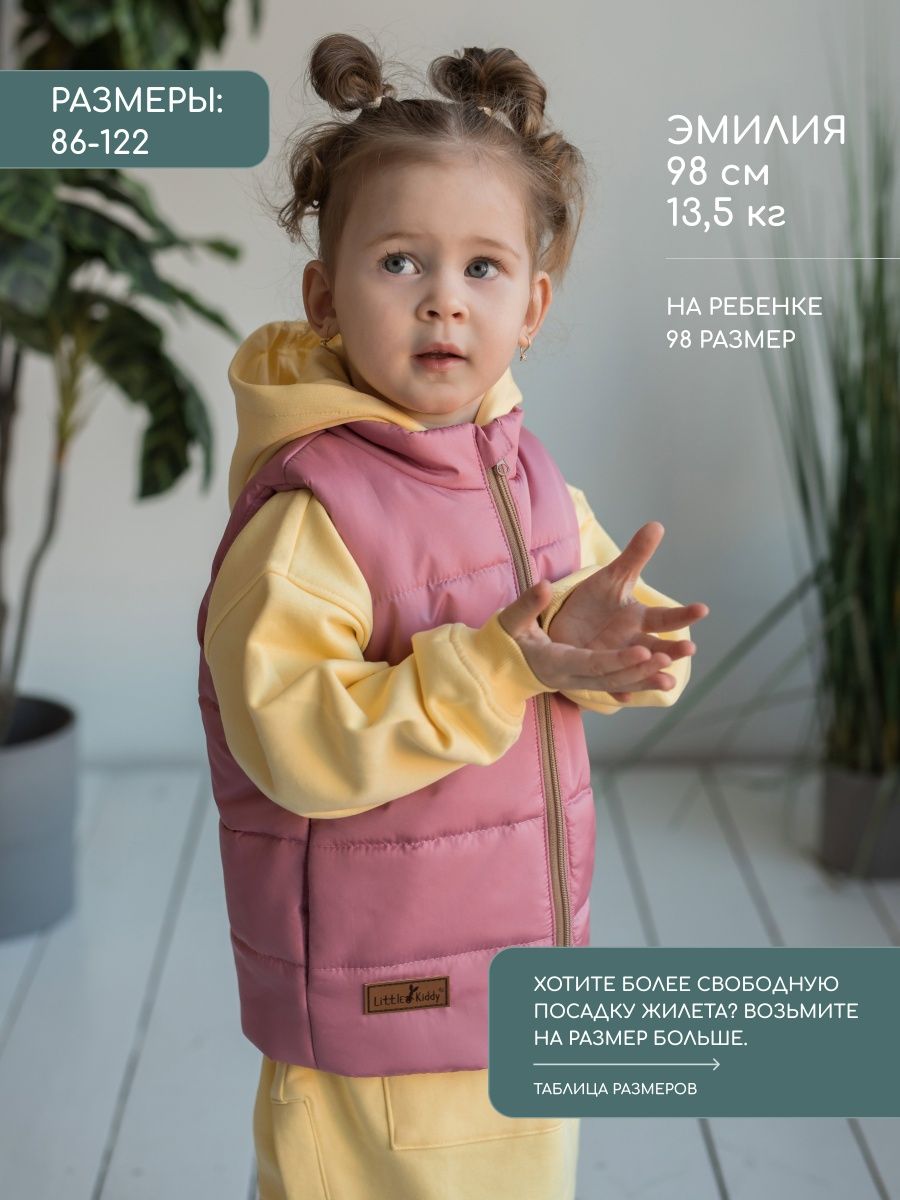 РАЗМЕРЫ:
86-122
ЭМИЛИЯ
98 см
13,5 кг
НА РЕБЕНКЕ
98 РАЗМЕР
Little Kiddy
ХОТИТЕ БОЛЕЕ СВОБОДНУЮ
ПОСАДКУ ЖИЛЕТА? ВОЗЬМИТЕ
НА РАЗМЕР БОЛЬШЕ.
ТАБЛИЦА РАЗМЕРОВ